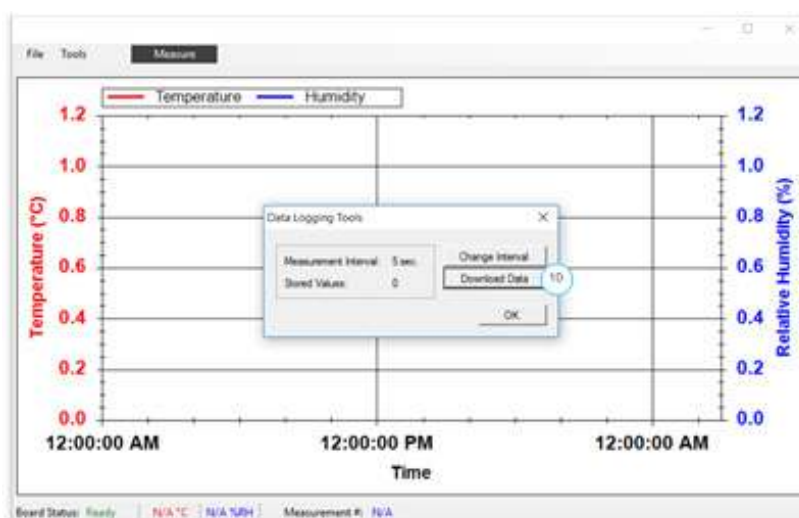 File Tools Measure
Temperature Humidity
1.2 1.2
1.0 1.0
0.8 0.8
0.6 0.6
0.4 0.4
0.2 0.2
0.0 0.0
Temperature (°C)
Relative Humidity (%)
Data Logging Tools
Measurement Interval: 5 sec. Change Interval
Stored Values: 0 Download Data 10
OK
12:00:00 AM 12:00:00 PM 12:00:00 AM
Time
Board Status: Ready N/A °C N/A %RH Measurement #: N/A